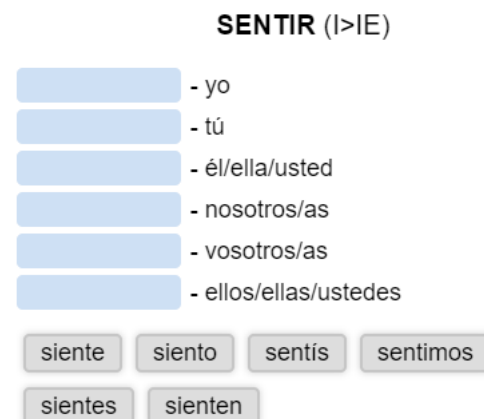 SENTIR (I>IE)
- yo
- tú
- él/ella/usted
- nosotros/as
- vosotros/as
- ellos/ellas/ustedes
siente siento sentís sentimos
sientes sienten